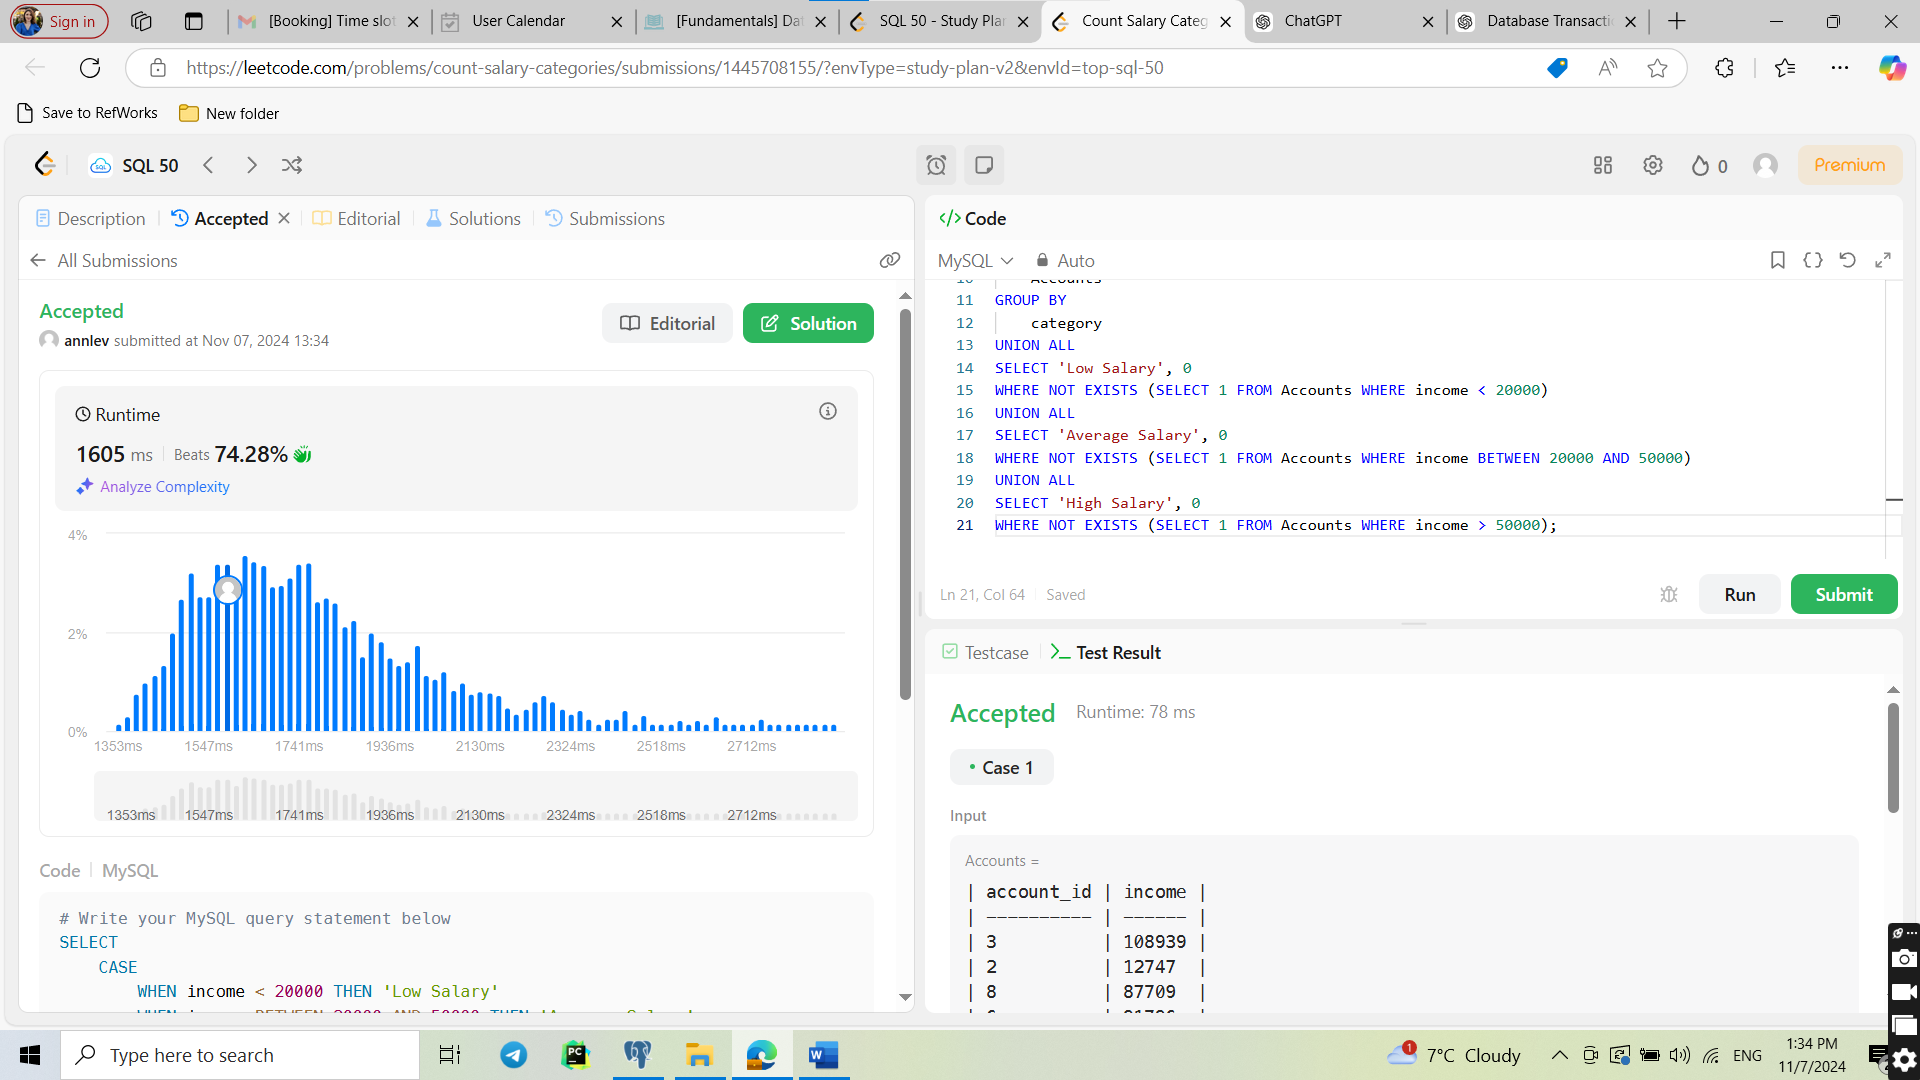 Sign in
[Booking] Time slot
User Calendar
[Fundamentals] Dat
SQL 50 - Study Plan
Count Salary Categ
ChatGPT
Database Transacti
https://leetcode.com/problems/count-salary-categories/submissions/1445708155/?envType=study-plan-v2&envId=top-sql-50
Save to RefWorks
New folder
SQL 50
0
Premium
Description
Accepted
Editorial
Solutions
Submissions
All Submissions
Accepted
annlev submitted at Nov 07, 2024 13:34
Editorial
Solution
Runtime
1605 ms
Beats 74.28%
Analyze Complexity
4%
2%
0%
1353ms 1547ms 1741ms 1936ms 2130ms 2324ms 2518ms 2712ms
1353ms 1547ms 1741ms 1936ms 2130ms 2324ms 2518ms 2712ms
Code | MySQL
# Write your MySQL query statement below
SELECT
CASE
WHEN income < 20000 THEN 'Low Salary'
</> Code
MySQL
Auto
10 Accounts
11 GROUP BY
12 category
13 UNION ALL
14 SELECT 'Low Salary', 0
15 WHERE NOT EXISTS (SELECT 1 FROM Accounts WHERE income < 20000)
16 UNION ALL
17 SELECT 'Average Salary', 0
18 WHERE NOT EXISTS (SELECT 1 FROM Accounts WHERE income BETWEEN 20000 AND 50000)
19 UNION ALL
20 SELECT 'High Salary', 0
21 WHERE NOT EXISTS (SELECT 1 FROM Accounts WHERE income > 50000);
Ln 21, Col 64
Saved
Run
Submit
Testcase
Test Result
Accepted
Runtime: 78 ms
• Case 1
Input
Accounts =
| account_id | income |
| ---------- | ------ |
| 3 | 108939 |
| 2 | 12747 |
| 8 | 87709 |
Type here to search
PC
W
1
7°C Cloudy
ENG
1:34 PM
11/7/2024